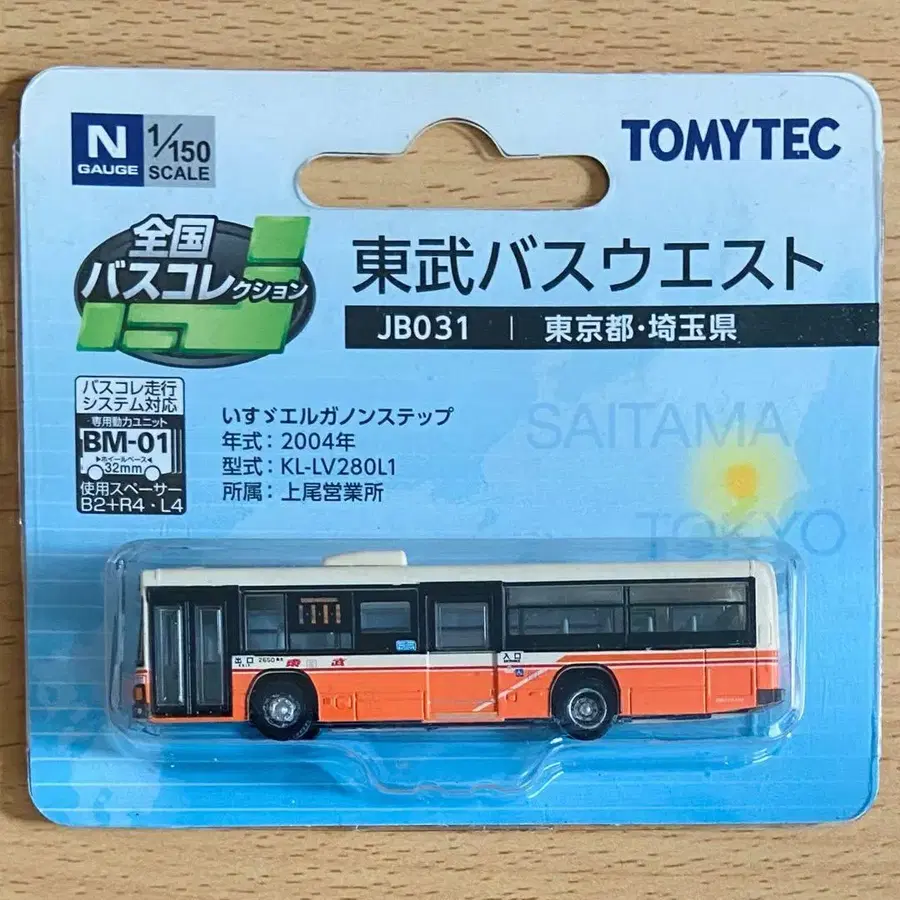 N
GAUGE
1/150
SCALE
TOMYTEC
全国
バスコレクション
東武バスウエスト
JB031 | 東京都・埼玉県
バスコレ走行
システム対応
専用動力ユニット
BM-01
▶ホイールベース◀
32mm
使用スペーサー
B2+R4・L4
いすゞエルガノンステップ
年式：2004年
型式：KL-LV280L1
所属：上尾営業所
SAITAMA
TOKYO
出口
2650
東 武
入口